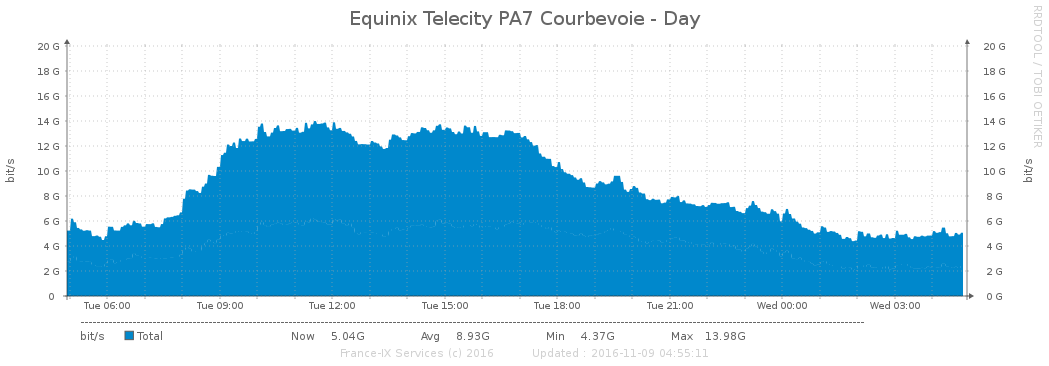 Equinix Telecity PA7 Courbevoie - Day
RRDTOOL / TOBI OETIKER
20 G 20 G
18 G 18 G
16 G 16 G
14 G 14 G
12 G 12 G
10 G 10 G
8 G 8 G
6 G 6 G
4 G 4 G
2 G 2 G
0 0 G
bit/s bit/s
Tue 06:00 Tue 09:00 Tue 12:00 Tue 15:00 Tue 18:00 Tue 21:00 Wed 00:00 Wed 03:00
bit/s Total Now 5.04G Avg 8.93G Min 4.37G Max 13.98G
France-IX Services (c) 2016 Updated : 2016-11-09 04:55:11